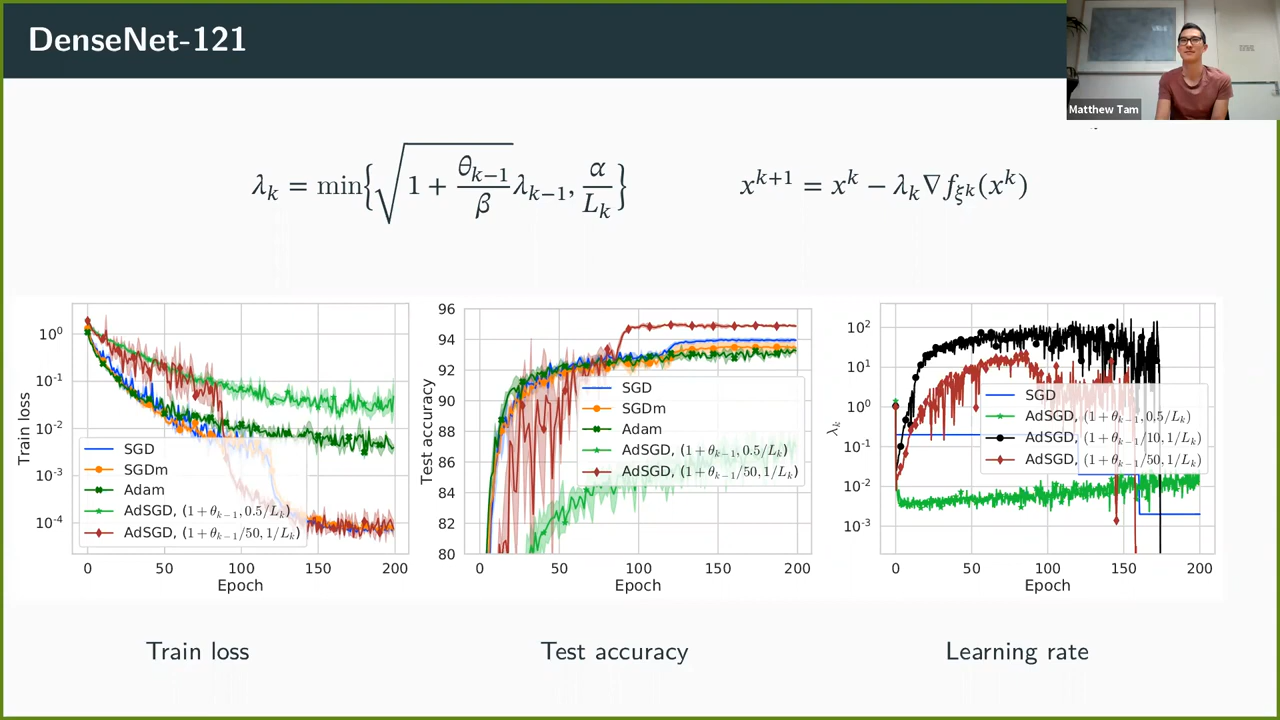 DenseNet-121
Matthew Tam
λ_k = min{√(1 + θ_{k−1}/β) λ_{k−1}, α/L_k}
x^{k+1} = x^k − λ_k ∇f_{ξ^k}(x^k)
Train loss
10^0
10^{-1}
10^{-2}
10^{-3}
10^{-4}
SGD
SGDm
Adam
AdSGD, (1+θ_{k−1}, 0.5/L_k)
AdSGD, (1+θ_{k−1}/50, 1/L_k)
0 50 100 150 200
Epoch
Test accuracy
96
94
92
90
88
86
84
82
80
SGD
SGDm
Adam
AdSGD, (1+θ_{k−1}, 0.5/L_k)
AdSGD, (1+θ_{k−1}/50, 1/L_k)
0 50 100 150 200
Epoch
λ_k
10^2
10^1
10^0
10^{-1}
10^{-2}
10^{-3}
SGD
AdSGD, (1+θ_{k−1}, 0.5/L_k)
AdSGD, (1+θ_{k−1}/10, 1/L_k)
AdSGD, (1+θ_{k−1}/50, 1/L_k)
0 50 100 150 200
Epoch
Train loss
Test accuracy
Learning rate